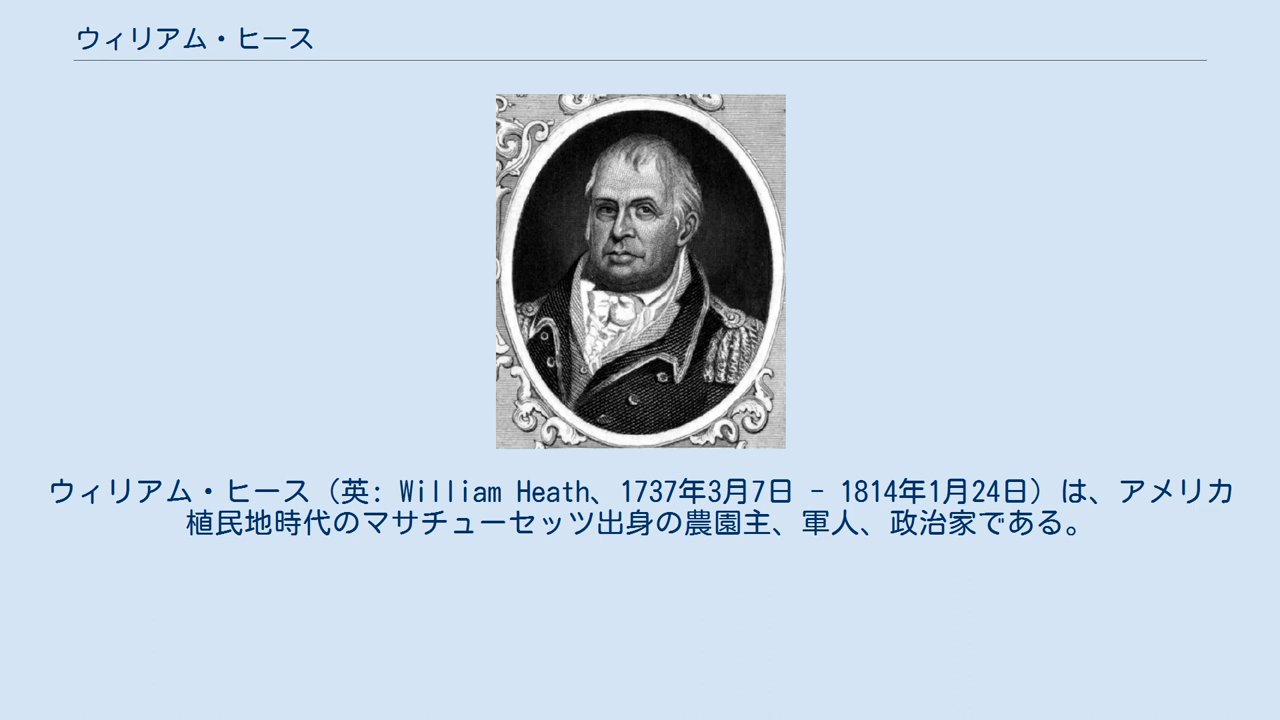 ウィリアム・ヒース
ウィリアム・ヒース（英: William Heath、1737年3月7日 - 1814年1月24日）は、アメリカ
植民地時代のマサチューセッツ出身の農園主、軍人、政治家である。